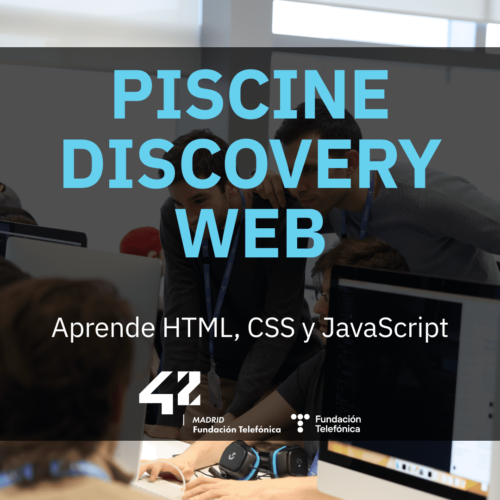 PISCINE
DISCOVERY
WEB
Aprende HTML, CSS y JavaScript
42
MADRID
Fundación Telefónica
Fundación
Telefónica